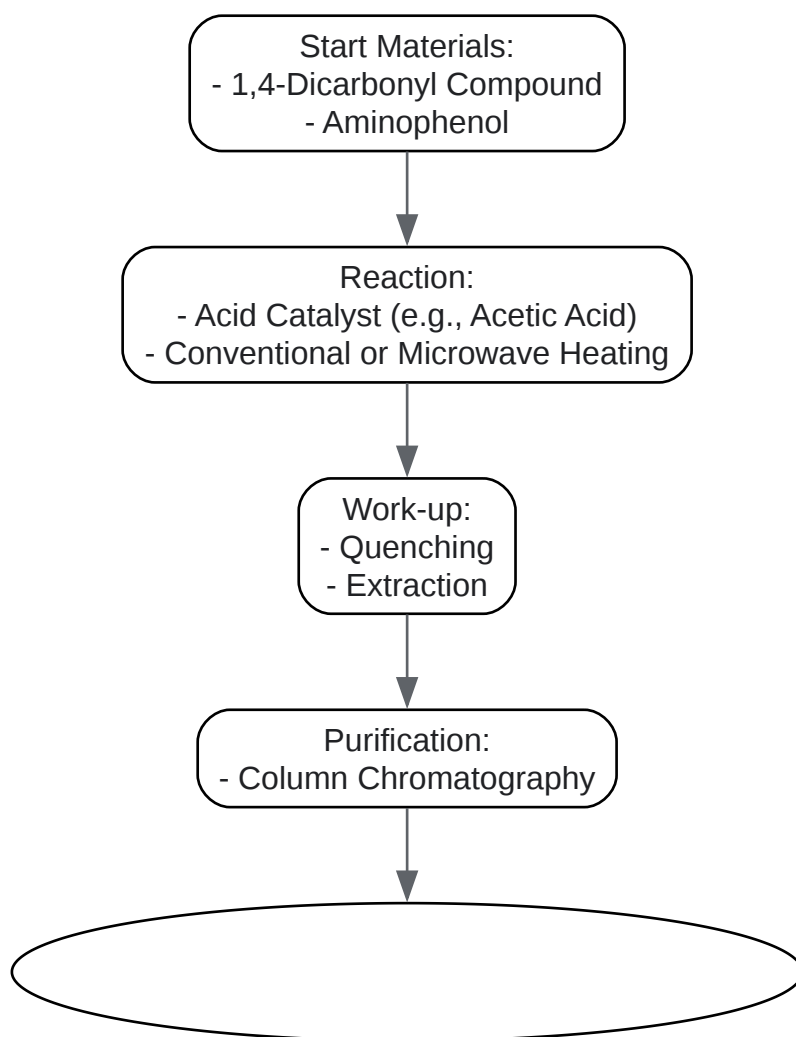 Start Materials:
- 1,4-Dicarbonyl Compound
- Aminophenol
Reaction:
- Acid Catalyst (e.g., Acetic Acid)
- Conventional or Microwave Heating
Work-up:
- Quenching
- Extraction
Purification:
- Column Chromatography